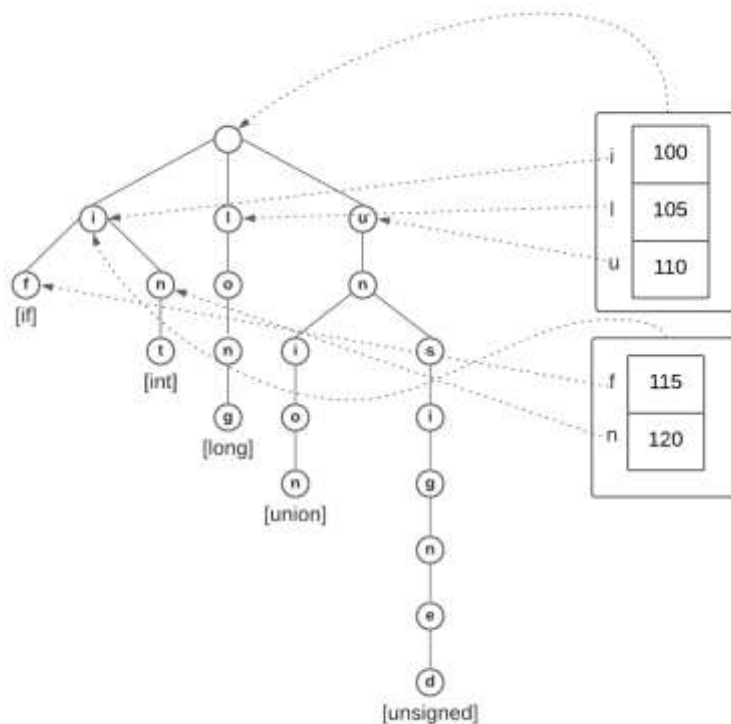 i 100
i l u
l 105
u 110
f n o n
[if]
t n i s
f 115
[int]
g o i
n 120
[long]
n g
[union]
n
e
d
[unsigned]